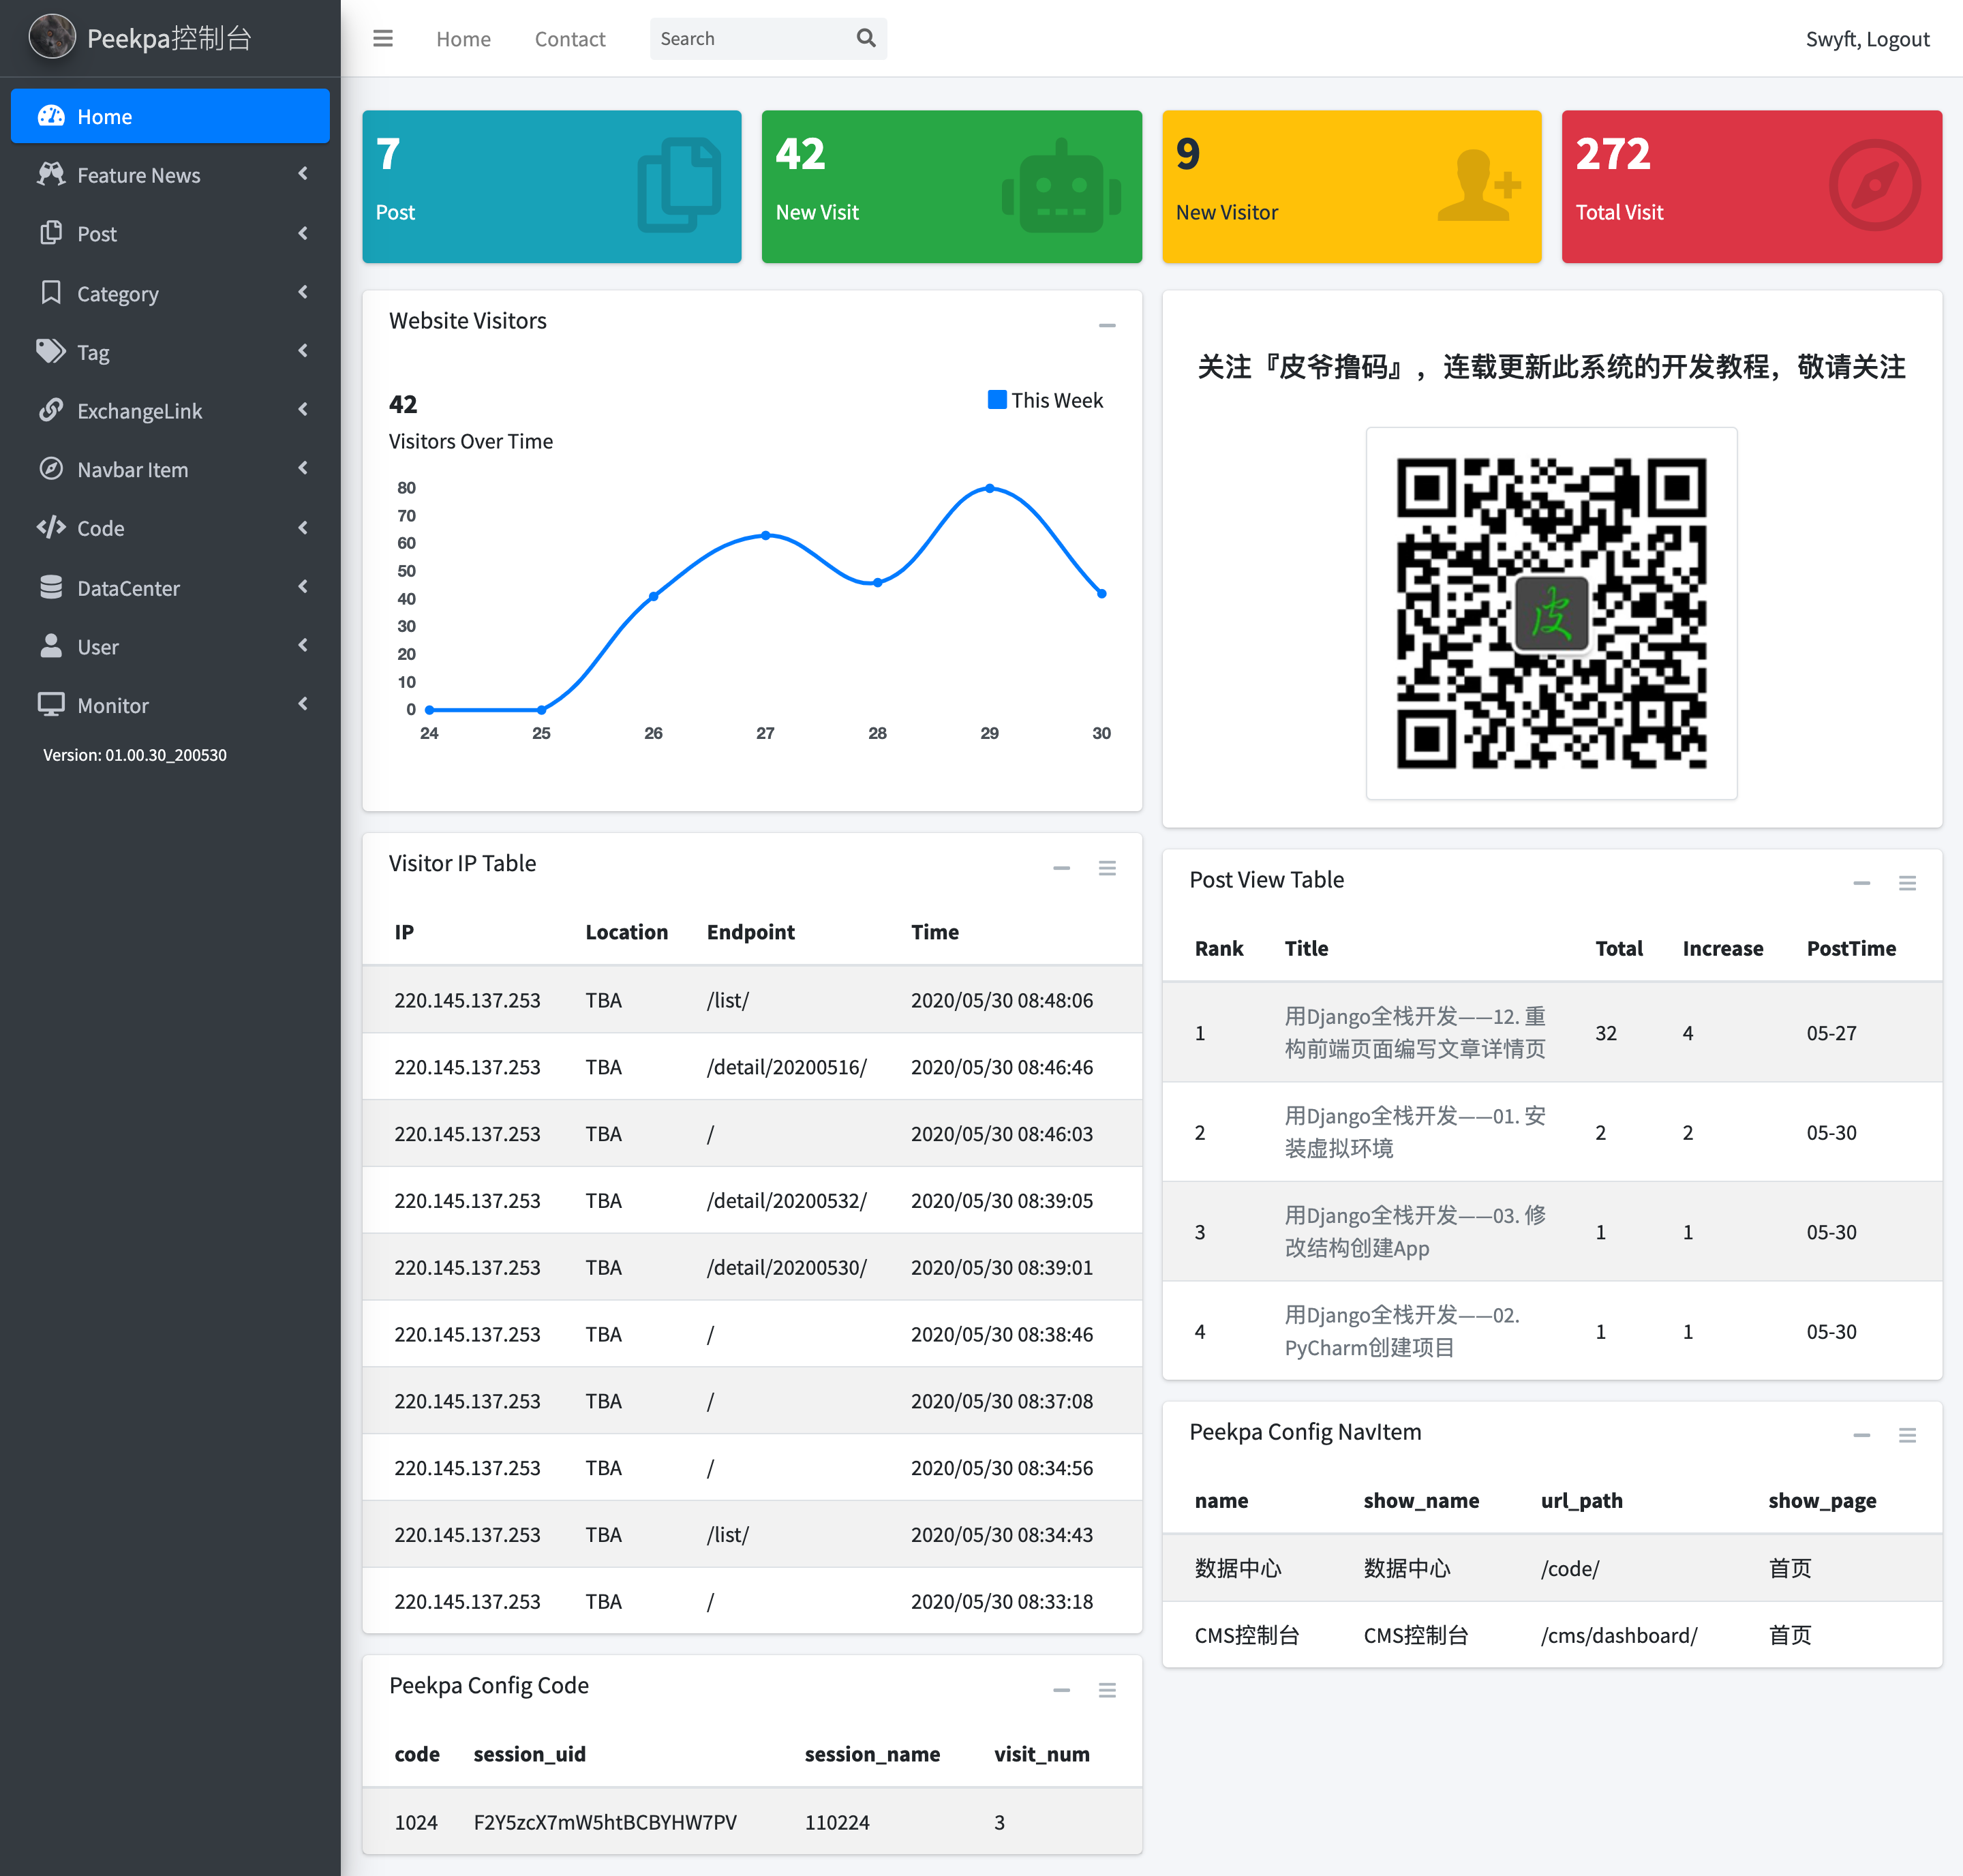 Peekpa控制台
Home
Feature News
Post
Category
Tag
ExchangeLink
Navbar Item
Code
DataCenter
User
Monitor
Version: 01.00.30_200530
Home Contact Search Swyft, Logout
7
Post
42
New Visit
9
New Visitor
272
Total Visit
Website Visitors
42
This Week
Visitors Over Time
80
70
60
50
40
30
20
10
0
24 25 26 27 28 29 30
关注『皮爷撸码』，连载更新此系统的开发教程，敬请关注
皮
Visitor IP Table
IP Location Endpoint Time
220.145.137.253 TBA /list/ 2020/05/30 08:48:06
220.145.137.253 TBA /detail/20200516/ 2020/05/30 08:46:46
220.145.137.253 TBA / 2020/05/30 08:46:03
220.145.137.253 TBA /detail/20200532/ 2020/05/30 08:39:05
220.145.137.253 TBA /detail/20200530/ 2020/05/30 08:39:01
220.145.137.253 TBA / 2020/05/30 08:38:46
220.145.137.253 TBA / 2020/05/30 08:37:08
220.145.137.253 TBA / 2020/05/30 08:34:56
220.145.137.253 TBA /list/ 2020/05/30 08:34:43
220.145.137.253 TBA / 2020/05/30 08:33:18
Peekpa Config Code
code session_uid session_name visit_num
1024 F2Y5zcX7mW5htBCBYHW7PV 110224 3
Post View Table
Rank Title Total Increase PostTime
1 用Django全栈开发——12. 重 32 4 05-27
构前端页面编写文章详情页
2 用Django全栈开发——01. 安 2 2 05-30
装虚拟环境
3 用Django全栈开发——03. 修 1 1 05-30
改结构创建App
4 用Django全栈开发——02. 1 1 05-30
PyCharm创建项目
Peekpa Config NavItem
name show_name url_path show_page
数据中心 数据中心 /code/ 首页
CMS控制台 CMS控制台 /cms/dashboard/ 首页